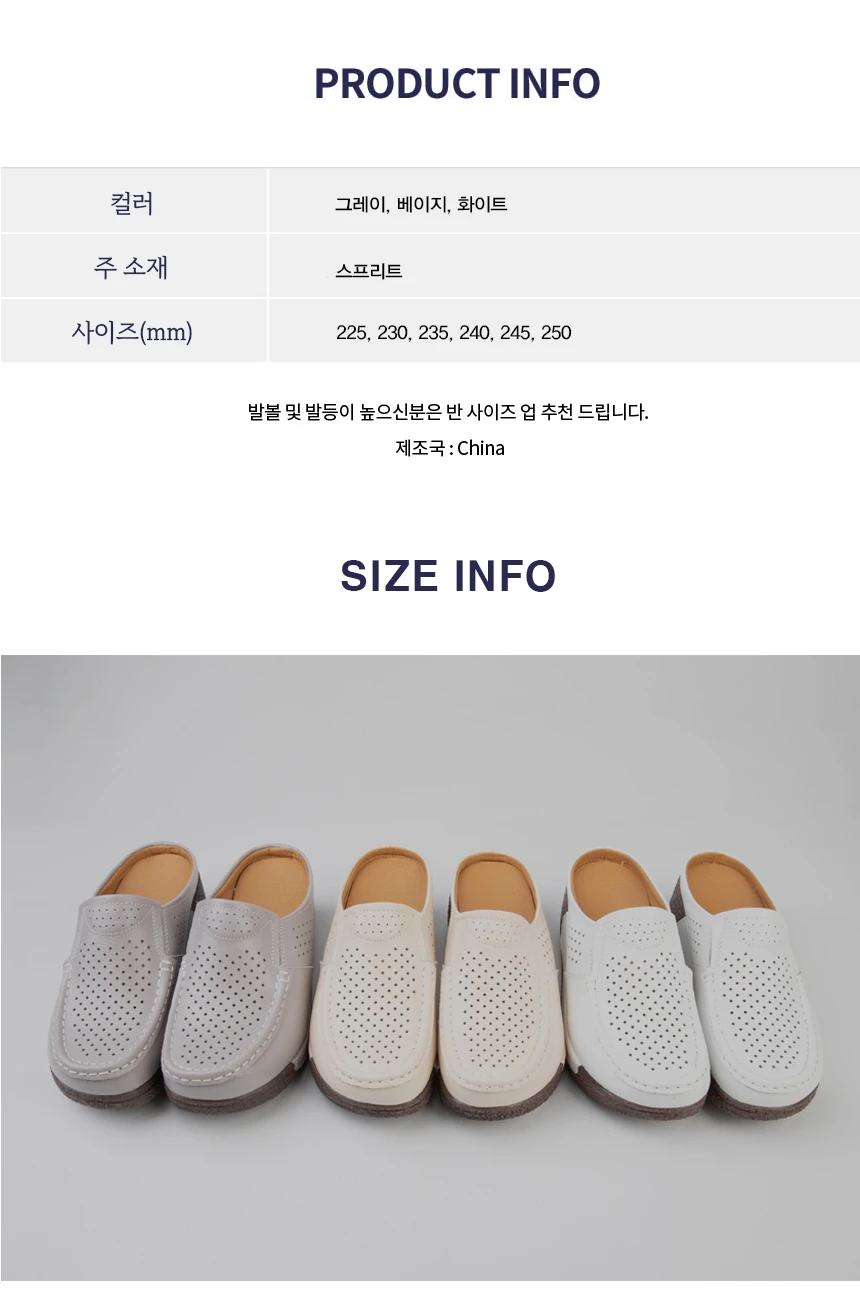 PRODUCT INFO
컬러
그레이, 베이지, 화이트
주 소재
스프리트
사이즈(mm)
225, 230, 235, 240, 245, 250
발볼 및 발등이 높으신분은 반 사이즈 업 추천 드립니다.
제조국 : China
SIZE INFO